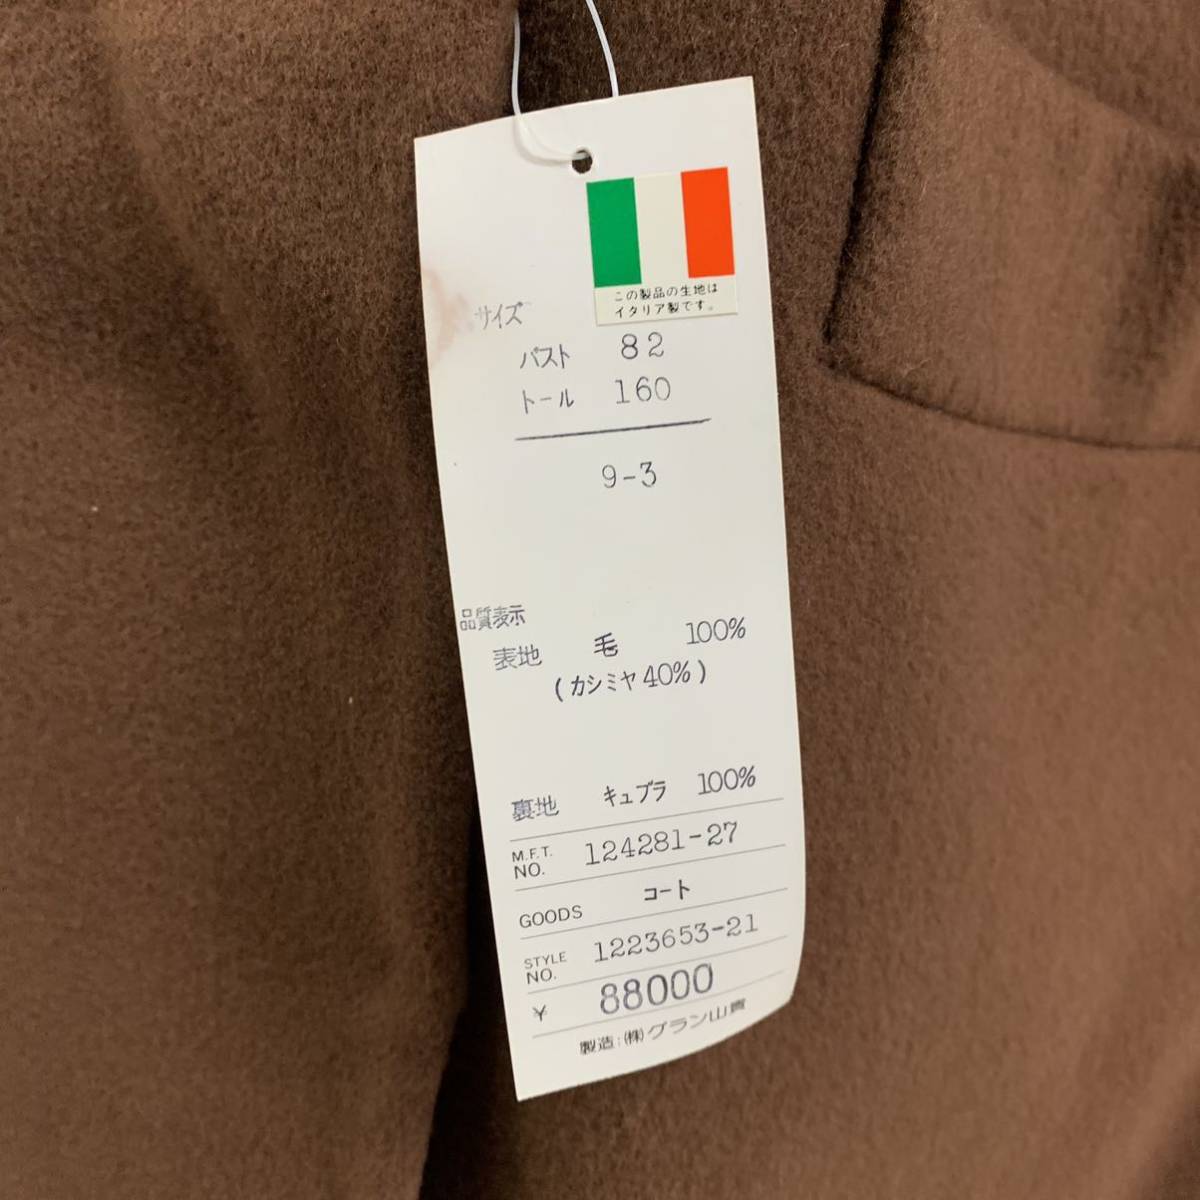 この製品の生地は
イタリア製です。
サイズ
バスト 82
トール 160
9-3
品質表示
表地 毛 100%
(カシミヤ40%)
裏地 キュプラ 100%
M.F.T. NO. 124281-27
GOODS コート
STYLE NO. 1223653-21
¥ 88000
製造:(株)グラン山貴